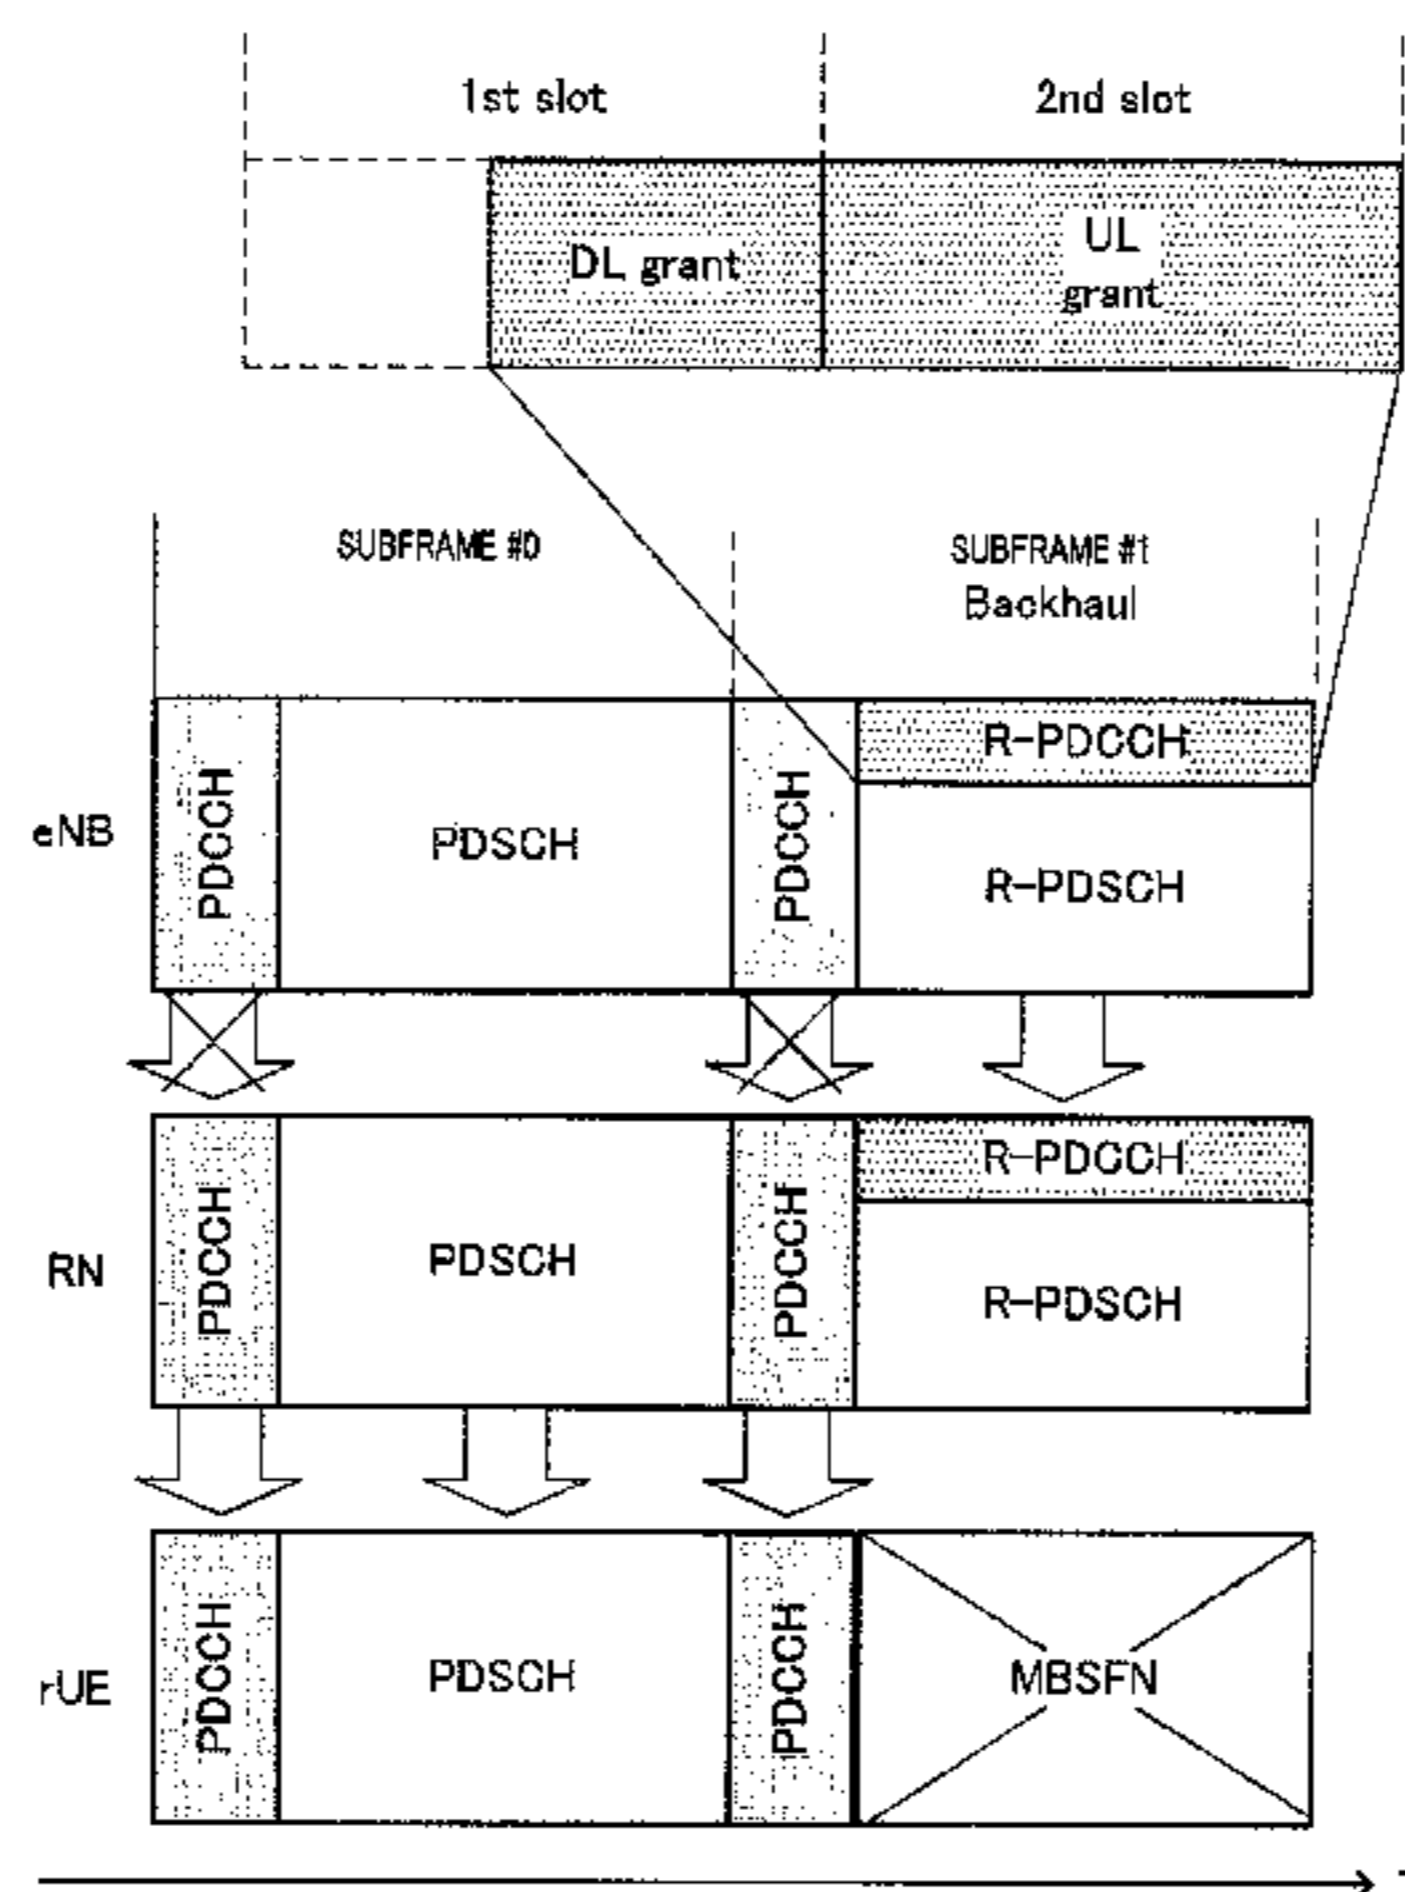 1st slot 2nd slot
DL grant UL
grant
SUBFRAME #0 SUBFRAME #1
Backhaul
eNB PDCCH PDSCH PDCCH R-PDCCH
R-PDSCH
RN PDCCH PDSCH PDCCH R-PDCCH
R-PDSCH
rUE PDCCH PDSCH PDCCH MBSFN